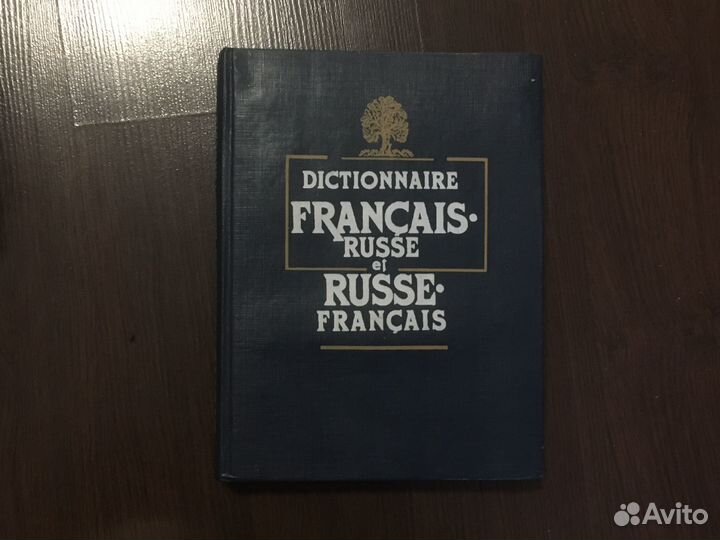 DICTIONNAIRE
FRANÇAIS·
RUSSE
et
RUSSE·
FRANÇAIS
Avito